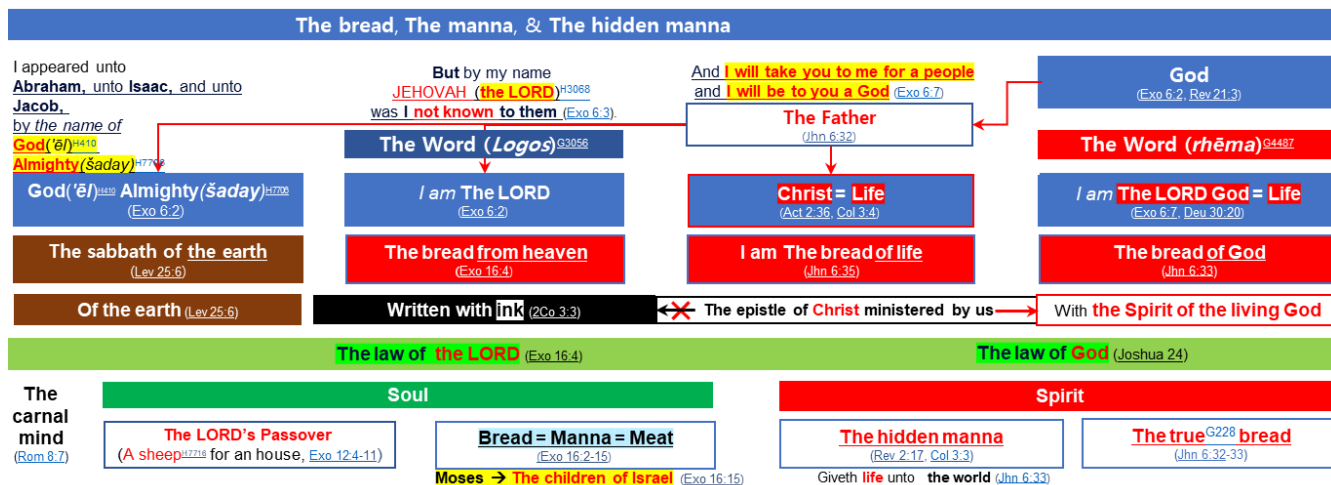 The bread, The manna, & The hidden manna
I appeared unto
Abraham, unto Isaac, and unto
Jacob,
by the name of
God('ēl)H410
Almighty(šaday)H7706
But by my name
JEHOVAH (the LORD)H3068
was I not known to them (Exo 6:3).
And I will take you to me for a people
and I will be to you a God (Exo 6:7)
God
(Exo 6:2, Rev 21:3)
The Father
(Jhn 6:32)
The Word (Logos)G3056
The Word (rhēma)G4487
God('ēl)H410 Almighty(šaday)H7706
(Exo 6:2)
I am The LORD
(Exo 6:2)
Christ = Life
(Act 2:36, Col 3:4)
I am The LORD God = Life
(Exo 6:7, Deu 30:20)
The sabbath of the earth
(Lev 25:6)
The bread from heaven
(Exo 16:4)
I am The bread of life
(Jhn 6:35)
The bread of God
(Jhn 6:33)
Of the earth (Lev 25:6)
Written with ink (2Co 3:3)
The epistle of Christ ministered by us
With the Spirit of the living God
The law of the LORD (Exo 16:4)
The law of God (Joshua 24)
The
carnal
mind
(Rom 8:7)
Soul
Spirit
The LORD's Passover
(A sheepH7716 for an house, Exo 12:4-11)
Bread = Manna = Meat
(Exo 16:2-15)
Moses → The children of Israel (Exo 16:15)
The hidden manna
(Rev 2:17, Col 3:3)
Giveth life unto the world (Jhn 6:33)
The trueG228 bread
(Jhn 6:32-33)